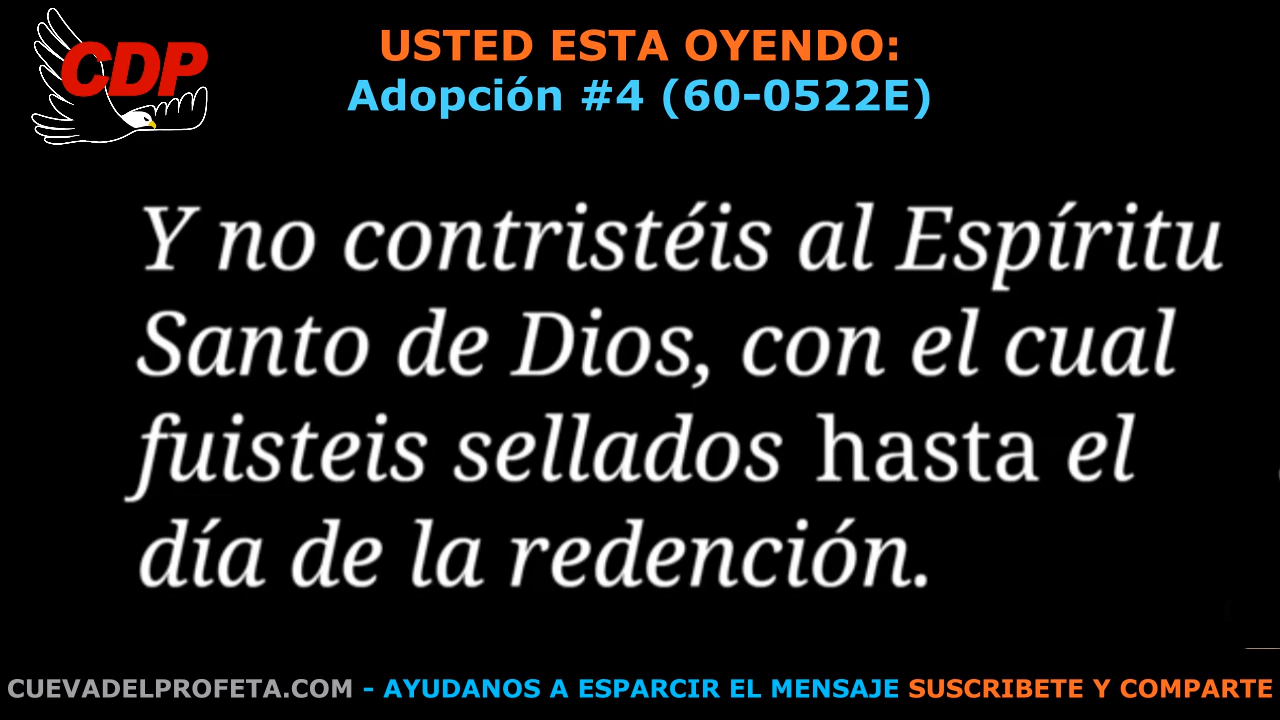 CDP
USTED ESTA OYENDO:
Adopción #4 (60-0522E)
Y no contristéis al Espíritu
Santo de Dios, con el cual
fuisteis sellados hasta el
día de la redención.
CUEVADELPROFETA.COM - AYUDANOS A ESPARCIR EL MENSAJE SUSCRIBETE Y COMPARTE